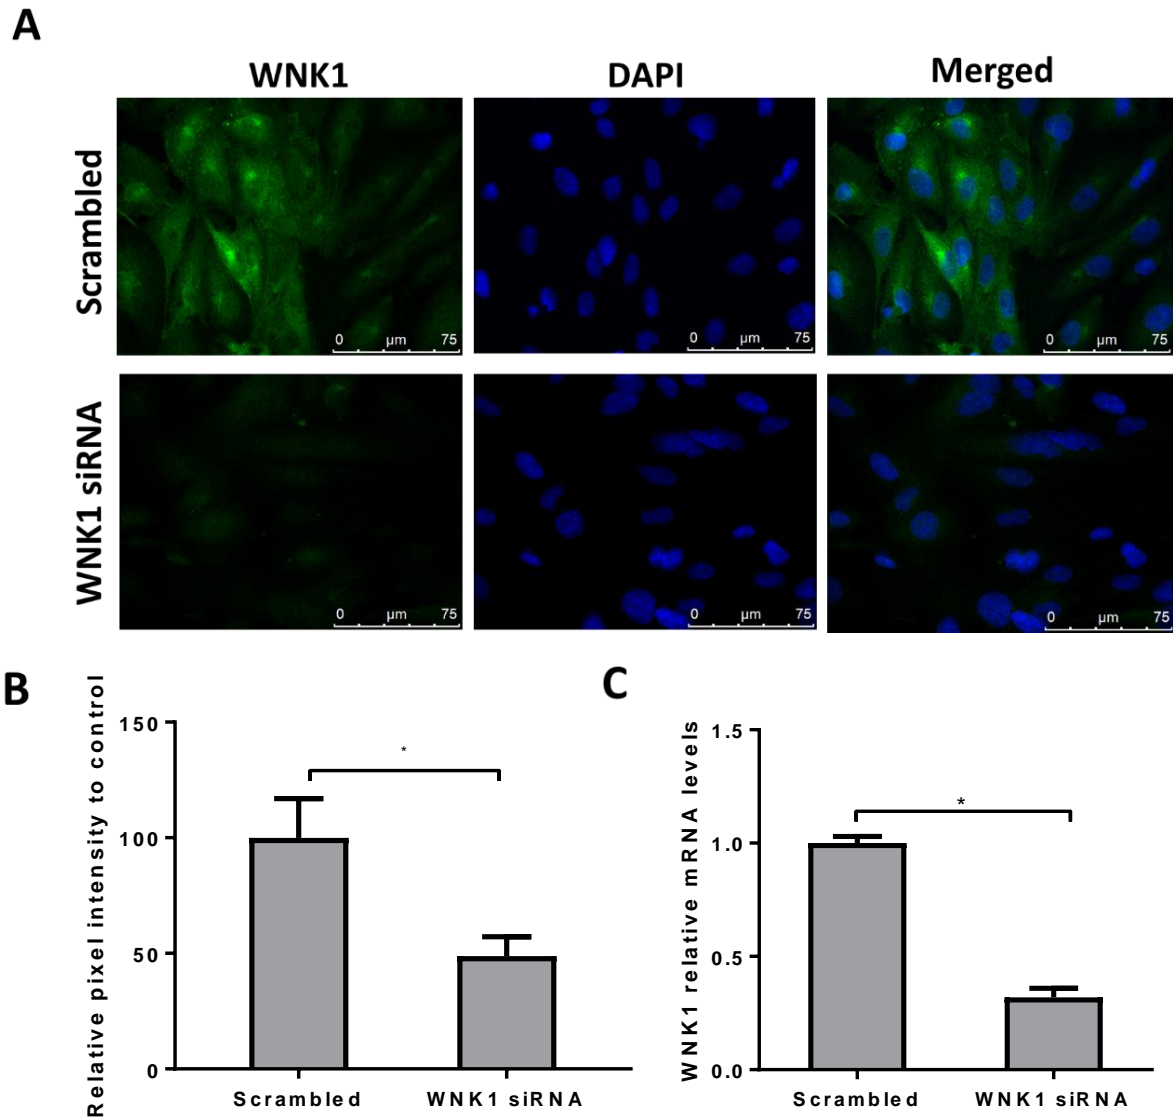 A
WNK1 DAPI Merged
Scrambled
0 µm 75
0 µm 75
0 µm 75
WNK1 siRNA
0 µm 75
0 µm 75
0 µm 75
B
Relative pixel intensity to control
150
100
50
0
*
Scrambled WNK1 siRNA
C
WNK1 relative mRNA levels
1.5
1.0
0.5
0.0
*
Scrambled WNK1 siRNA